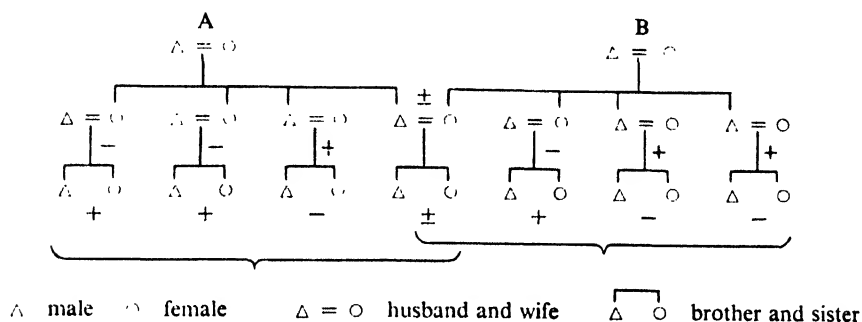 A
B
=
=
±
= = = = = = =
− − + − + +
+ + − ± + − −
male female = husband and wife brother and sister